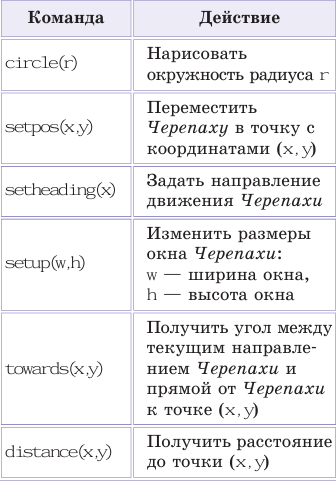 Команда
Действие
circle(r)
Нарисовать
окружность радиуса r
setpos(x,y)
Переместить
Черепаху в точку с
координатами (x,y)
setheading(x)
Задать направление
движения Черепахи
setup(w,h)
Изменить размеры
окна Черепахи:
w — ширина окна,
h — высота окна
towards(x,y)
Получить угол между
текущим направле-
нием Черепахи и
прямой от Черепахи
к точке (x,y)
distance(x,y)
Получить расстояние
до точки (x,y)